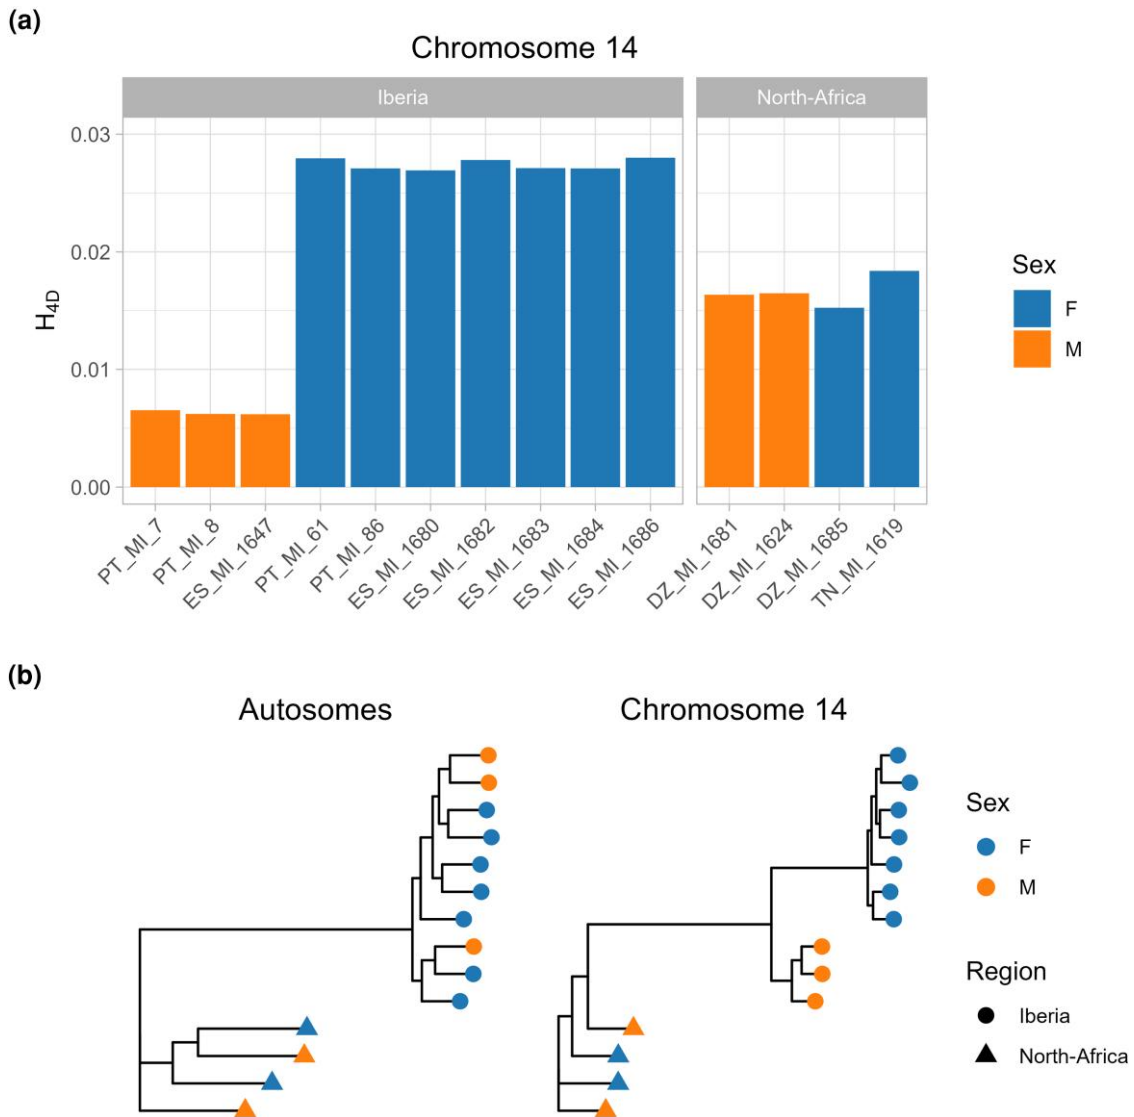 (a)
Chromosome 14
Iberia
North-Africa
0.03
0.02
0.01
0.00
H4D
PT_MI_7
PT_MI_8
ES_MI_1647
PT_MI_61
PT_MI_86
ES_MI_1680
ES_MI_1682
ES_MI_1683
ES_MI_1684
ES_MI_1686
DZ_MI_1681
DZ_MI_1624
DZ_MI_1685
TN_MI_1619
Sex
F
M
(b)
Autosomes
Chromosome 14
Sex
F
M
Region
Iberia
North-Africa